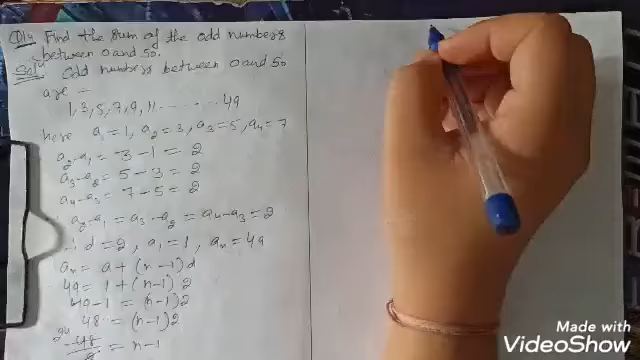 Q14 Find the sum of the odd numbers
between 0 and 50.
Solⁿ odd numbers between 0 and 50
are -
1, 3, 5, 7, 9, 11 ....... 49
here a₁ = 1, a₂ = 3, a₃ = 5, a₄ = 7
a₂-a₁ = 3-1 = 2
a₃-a₂ = 5-3 = 2
a₄-a₃ = 7-5 = 2
a₂-a₁ = a₃-a₂ = a₄-a₃ = 2
∴ d=2, a₁=1, aₙ = 49
aₙ = a+(n-1)d
49 = 1+(n-1)2
49-1 = (n-1)2
48 = (n-1)2
24
48/2 = n-1
Made with
VideoShow